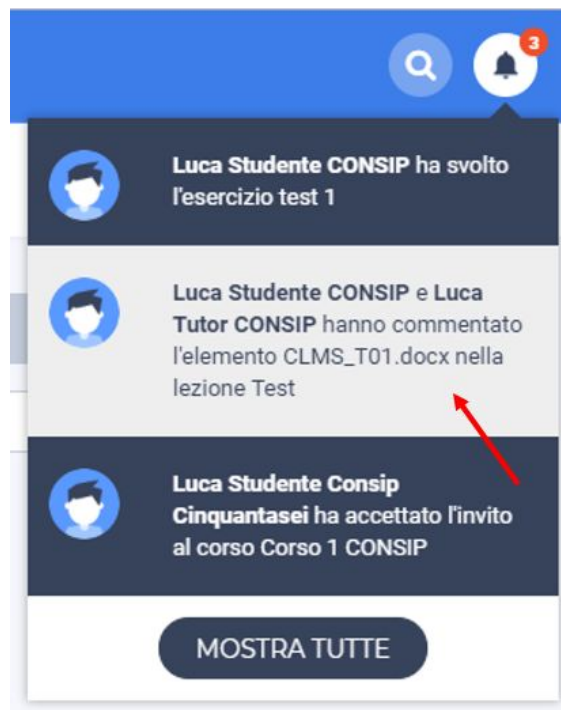 3
Luca Studente CONSIP ha svolto
l'esercizio test 1
Luca Studente CONSIP e Luca
Tutor CONSIP hanno commentato
l'elemento CLMS_T01.docx nella
lezione Test
Luca Studente Consip
Cinquantasei ha accettato l'invito
al corso Corso 1 CONSIP
MOSTRA TUTTE